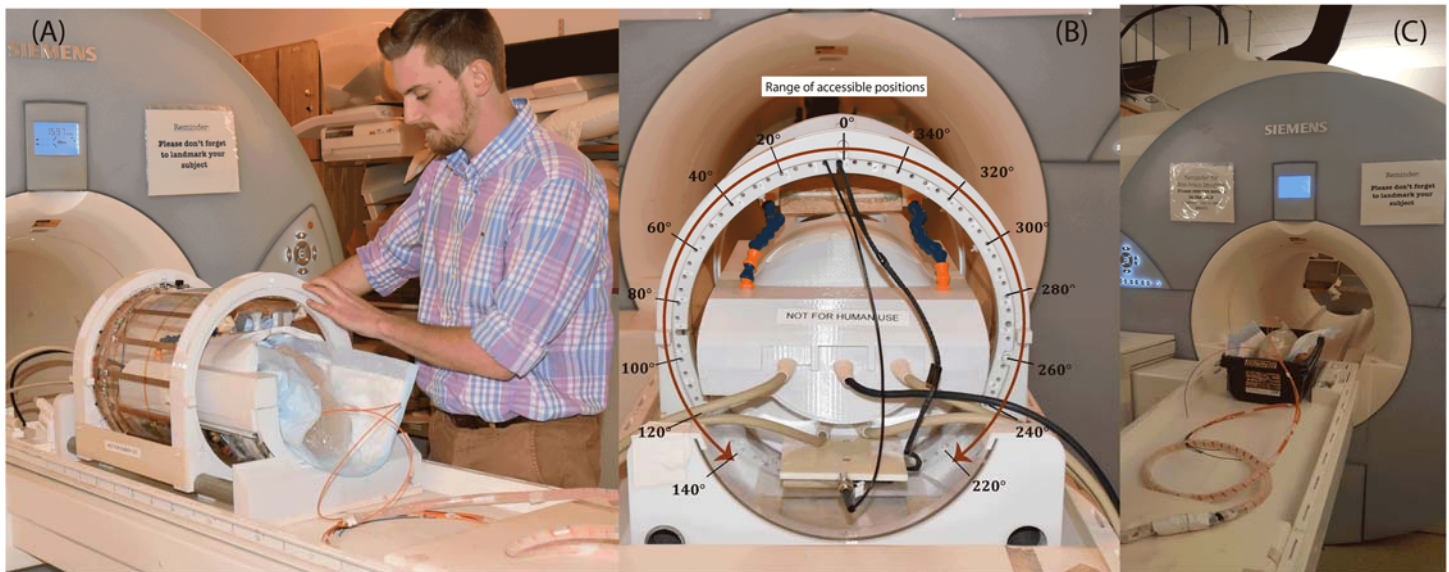 (A)
SIEMENS
Reminder:
Please don't forget
to landmark your
subject
(B)
Range of accessible positions
0°
20°
340°
40°
320°
60°
300°
80°
280°
NOT FOR HUMAN USE
100°
260°
120°
240°
140°
220°
(C)
SIEMENS
Reminder:
Please don't forget
to landmark your
subject